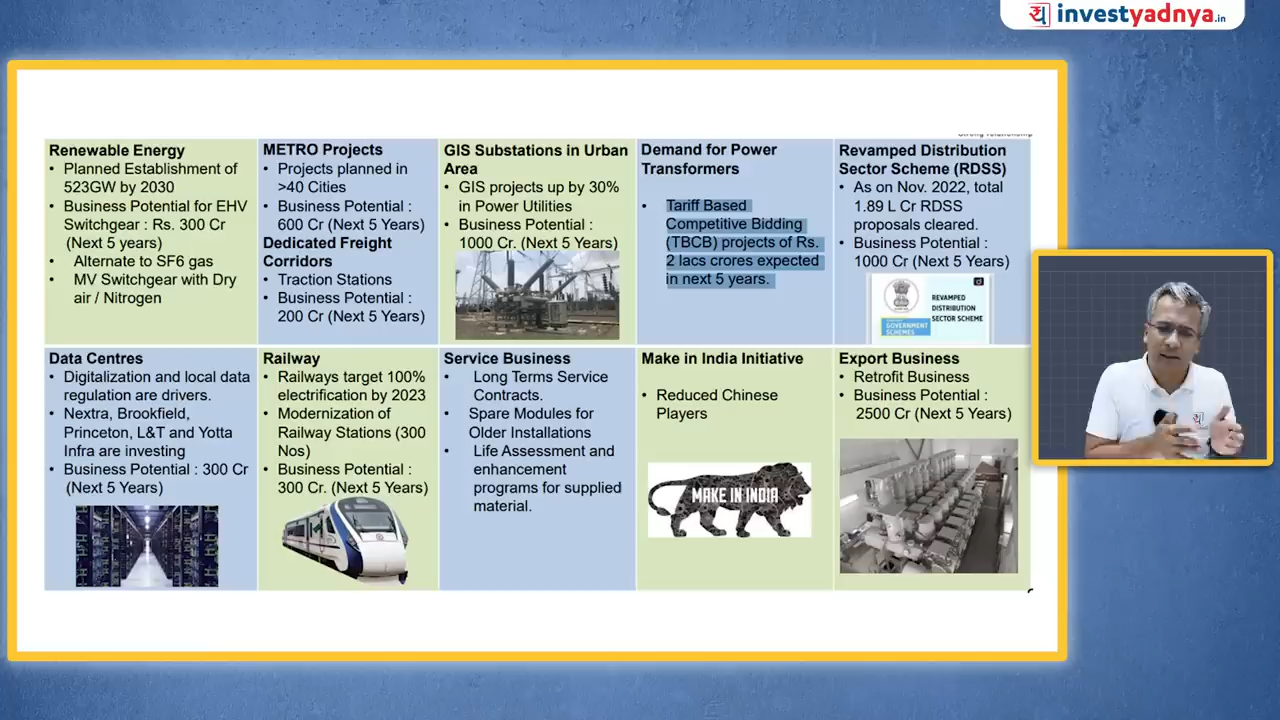 investyadnya.in
Renewable Energy
• Planned Establishment of
523GW by 2030
• Business Potential for EHV
Switchgear : Rs. 300 Cr
(Next 5 years)
• Alternate to SF6 gas
• MV Switchgear with Dry
air / Nitrogen
METRO Projects
• Projects planned in
>40 Cities
• Business Potential :
600 Cr (Next 5 Years)
Dedicated Freight
Corridors
• Traction Stations
• Business Potential :
200 Cr (Next 5 Years)
GIS Substations in Urban
Area
• GIS projects up by 30%
in Power Utilities
• Business Potential :
1000 Cr. (Next 5 Years)
Demand for Power
Transformers
• Tariff Based
Competitive Bidding
(TBCB) projects of Rs.
2 lacs crores expected
in next 5 years.
Revamped Distribution
Sector Scheme (RDSS)
• As on Nov. 2022, total
1.89 L Cr RDSS
proposals cleared.
• Business Potential :
1000 Cr (Next 5 Years)
REVAMPED
DISTRIBUTION
SECTOR SCHEME
GOVERNMENT
SCHEMES
Data Centres
• Digitalization and local data
regulation are drivers.
• Nextra, Brookfield,
Princeton, L&T and Yotta
Infra are investing
• Business Potential : 300 Cr
(Next 5 Years)
Railway
• Railways target 100%
electrification by 2023
• Modernization of
Railway Stations (300
Nos)
• Business Potential :
300 Cr. (Next 5 Years)
Service Business
• Long Terms Service
Contracts.
• Spare Modules for
Older Installations
• Life Assessment and
enhancement
programs for supplied
material.
Make in India Initiative
• Reduced Chinese
Players
MAKE IN INDIA
Export Business
• Retrofit Business
• Business Potential :
2500 Cr (Next 5 Years)